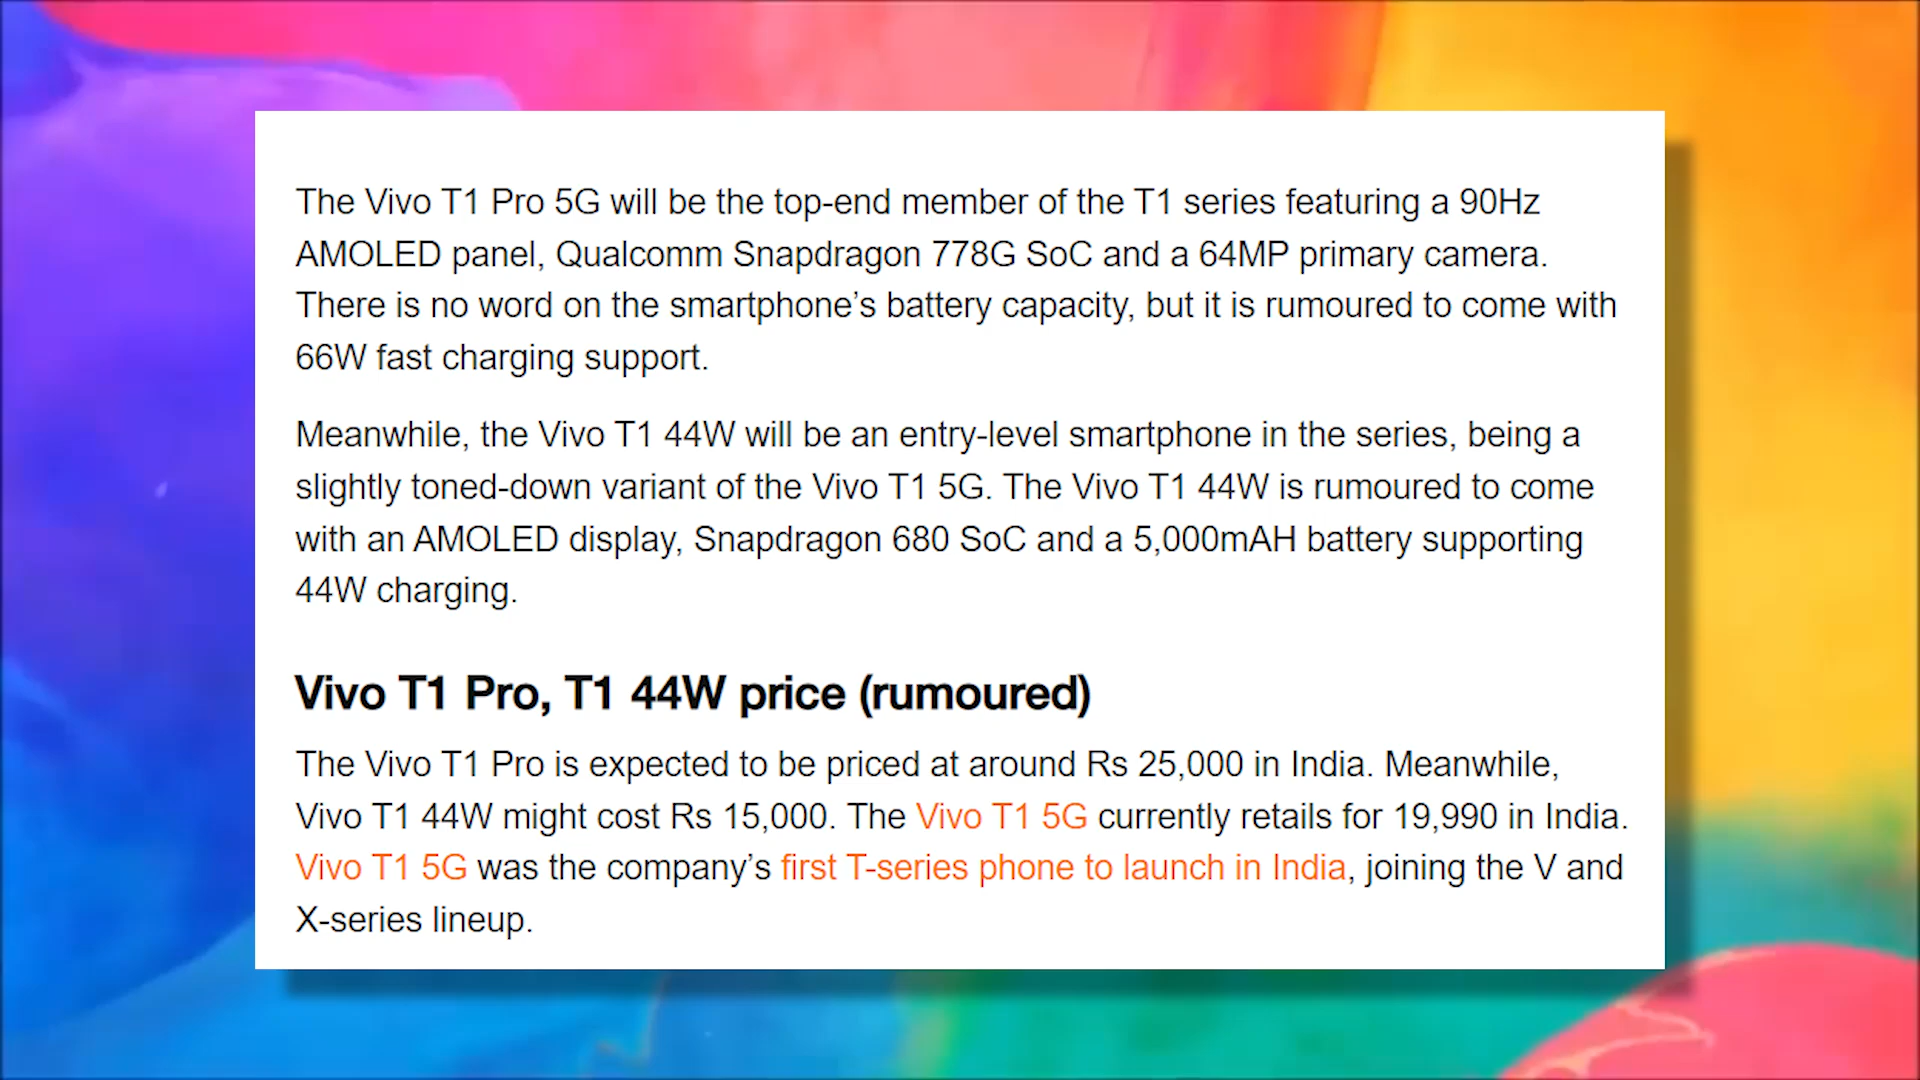 The Vivo T1 Pro 5G will be the top-end member of the T1 series featuring a 90Hz
AMOLED panel, Qualcomm Snapdragon 778G SoC and a 64MP primary camera.
There is no word on the smartphone’s battery capacity, but it is rumoured to come with
66W fast charging support.
Meanwhile, the Vivo T1 44W will be an entry-level smartphone in the series, being a
slightly toned-down variant of the Vivo T1 5G. The Vivo T1 44W is rumoured to come
with an AMOLED display, Snapdragon 680 SoC and a 5,000mAH battery supporting
44W charging.
Vivo T1 Pro, T1 44W price (rumoured)
The Vivo T1 Pro is expected to be priced at around Rs 25,000 in India. Meanwhile,
Vivo T1 44W might cost Rs 15,000. The Vivo T1 5G currently retails for 19,990 in India.
Vivo T1 5G was the company’s first T-series phone to launch in India, joining the V and
X-series lineup.